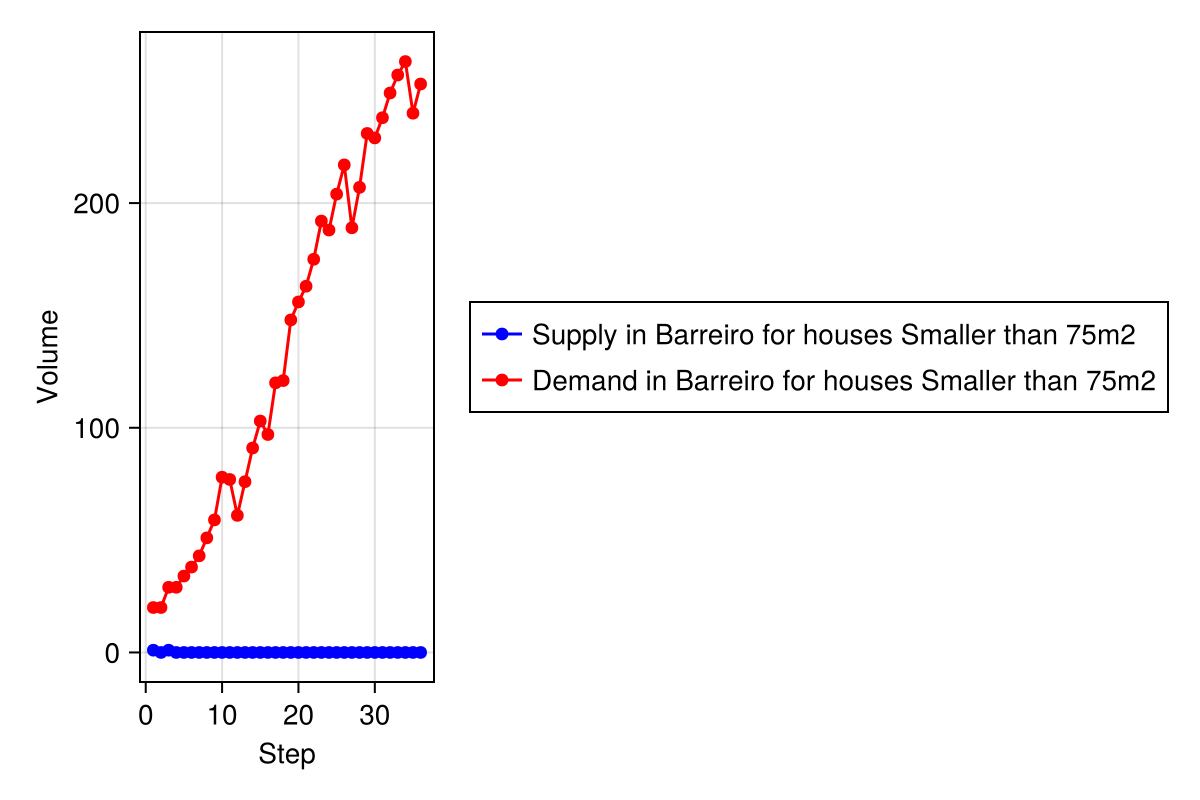 Volume
200
100
0
0 10 20 30
Step
Supply in Barreiro for houses Smaller than 75m2
Demand in Barreiro for houses Smaller than 75m2